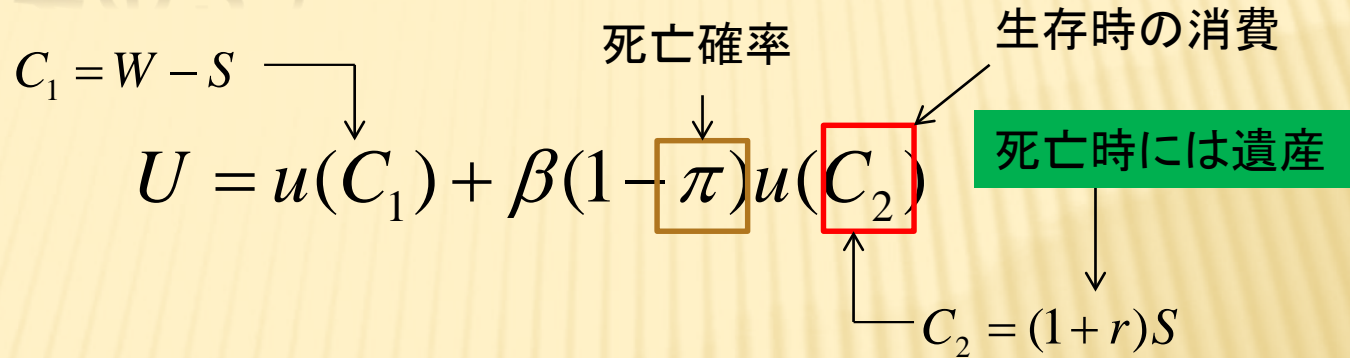 死亡確率
生存時の消費
C₁ = W − S
死亡時には遺産
U = u(C₁) + β(1 − π)u(C₂)
C₂ = (1 + r)S